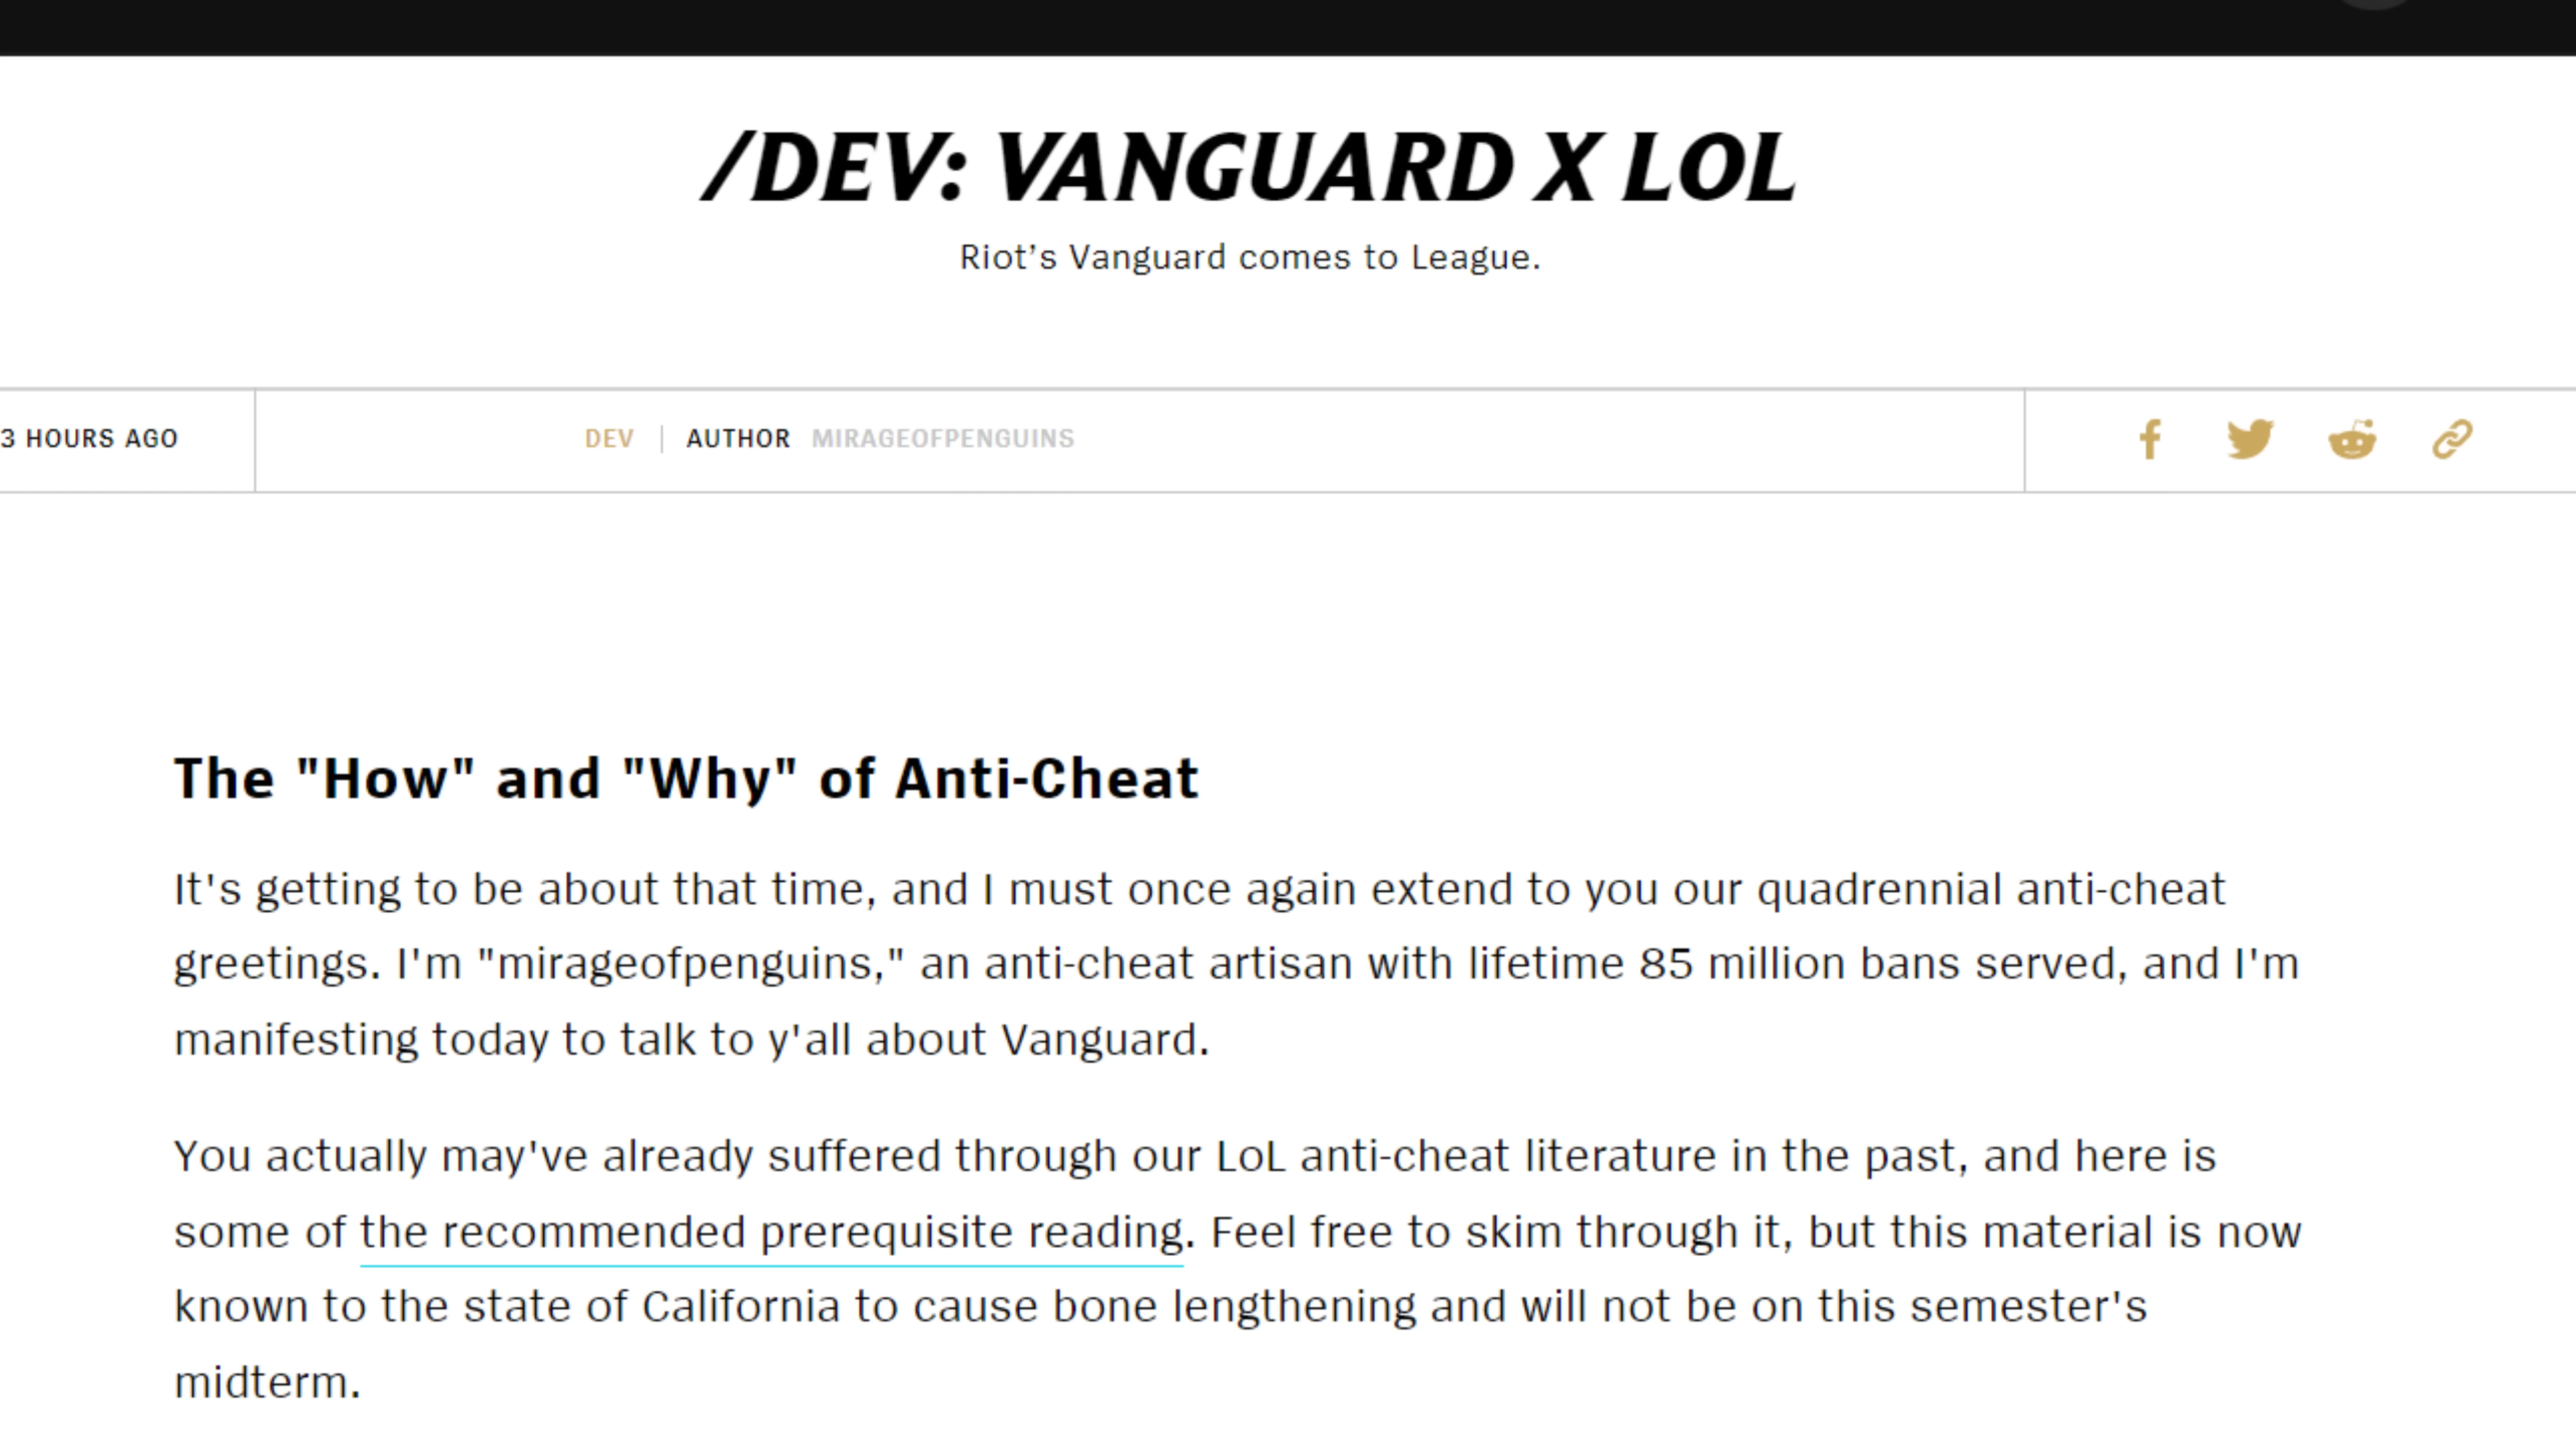 /DEV: VANGUARD X LOL
Riot’s Vanguard comes to League.
3 HOURS AGO
DEV | AUTHOR MIRAGEOFPENGUINS
The "How" and "Why" of Anti-Cheat
It's getting to be about that time, and I must once again extend to you our quadrennial anti-cheat
greetings. I'm "mirageofpenguins," an anti-cheat artisan with lifetime 85 million bans served, and I'm
manifesting today to talk to y'all about Vanguard.
You actually may've already suffered through our LoL anti-cheat literature in the past, and here is
some of the recommended prerequisite reading. Feel free to skim through it, but this material is now
known to the state of California to cause bone lengthening and will not be on this semester's
midterm.